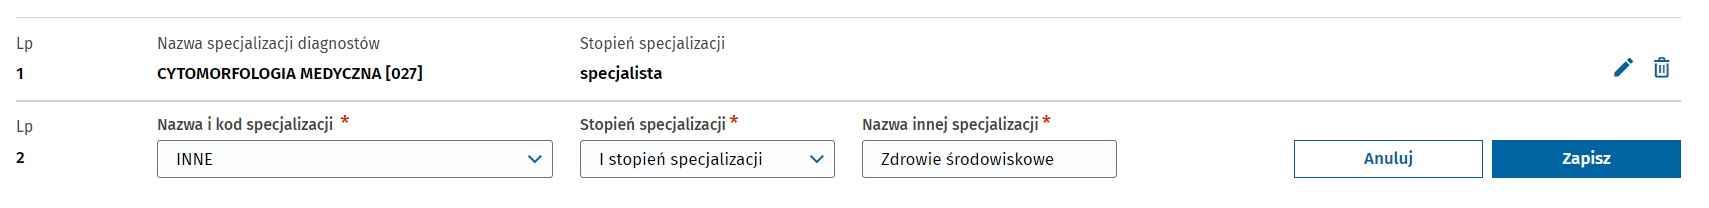 Lp Nazwa specjalizacji diagnostów Stopień specjalizacji
1 CYTOMORFOLOGIA MEDYCZNA [027] specjalista
Lp Nazwa i kod specjalizacji * Stopień specjalizacji * Nazwa innej specjalizacji *
2 INNE I stopień specjalizacji Zdrowie środowiskowe Anuluj Zapisz